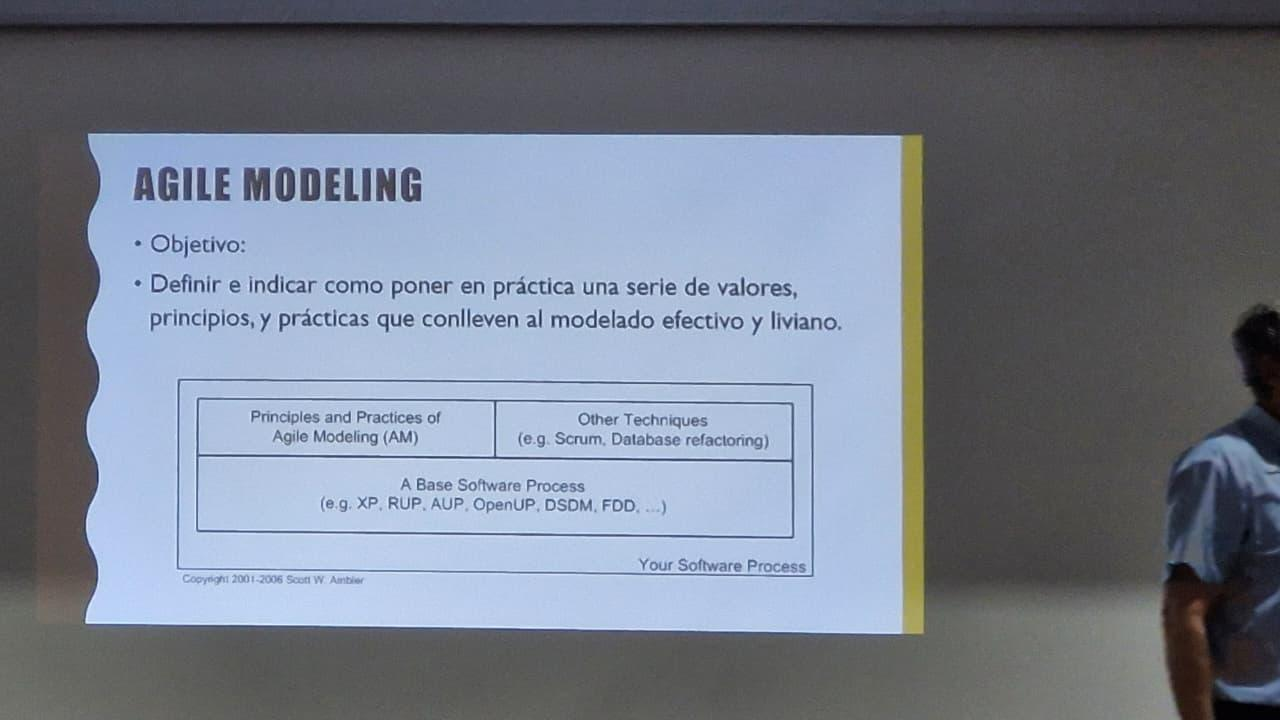 AGILE MODELING
• Objetivo:
• Definir e indicar como poner en práctica una serie de valores,
principios, y prácticas que conlleven al modelado efectivo y liviano.
Principles and Practices of
Agile Modeling (AM)
Other Techniques
(e.g. Scrum, Database refactoring)
A Base Software Process
(e.g. XP, RUP, AUP, OpenUP, DSDM, FDD, ...)
Your Software Process
Copyright 2001-2006 Scott W. Ambler